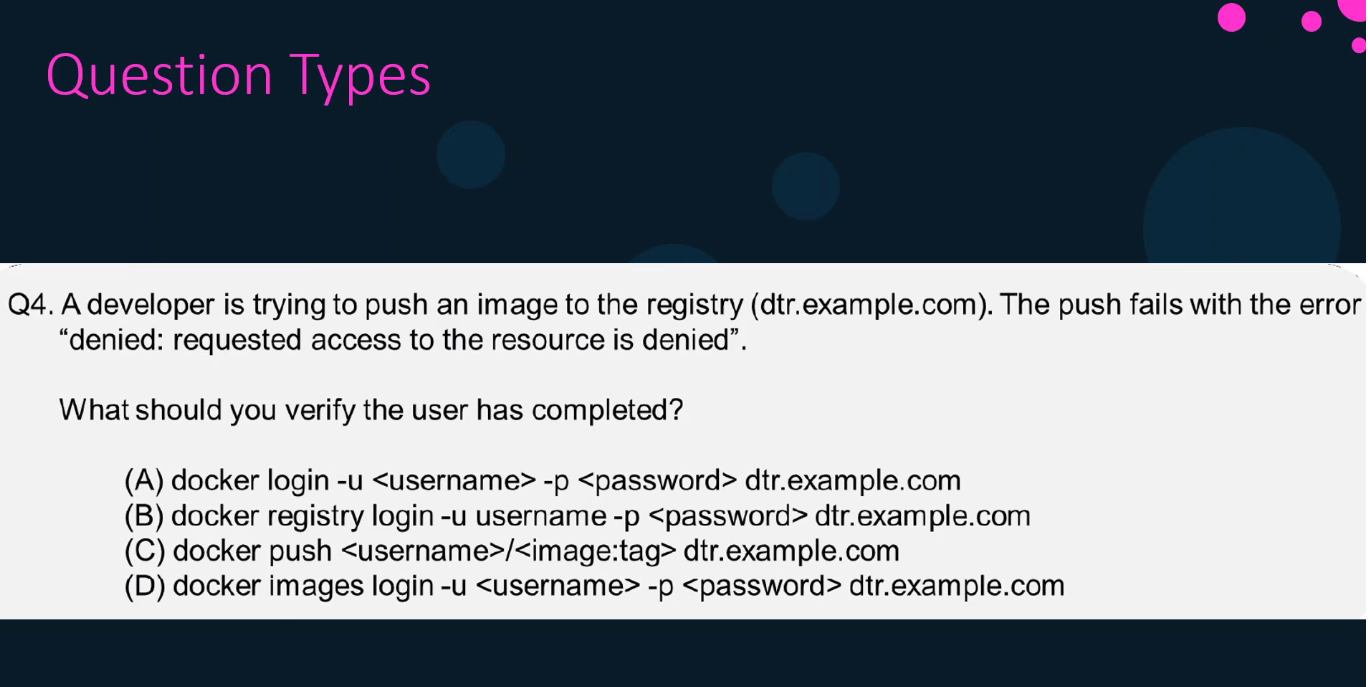 Question Types
Q4. A developer is trying to push an image to the registry (dtr.example.com). The push fails with the error
“denied: requested access to the resource is denied”.
What should you verify the user has completed?
(A) docker login -u <username> -p <password> dtr.example.com
(B) docker registry login -u username -p <password> dtr.example.com
(C) docker push <username>/<image:tag> dtr.example.com
(D) docker images login -u <username> -p <password> dtr.example.com